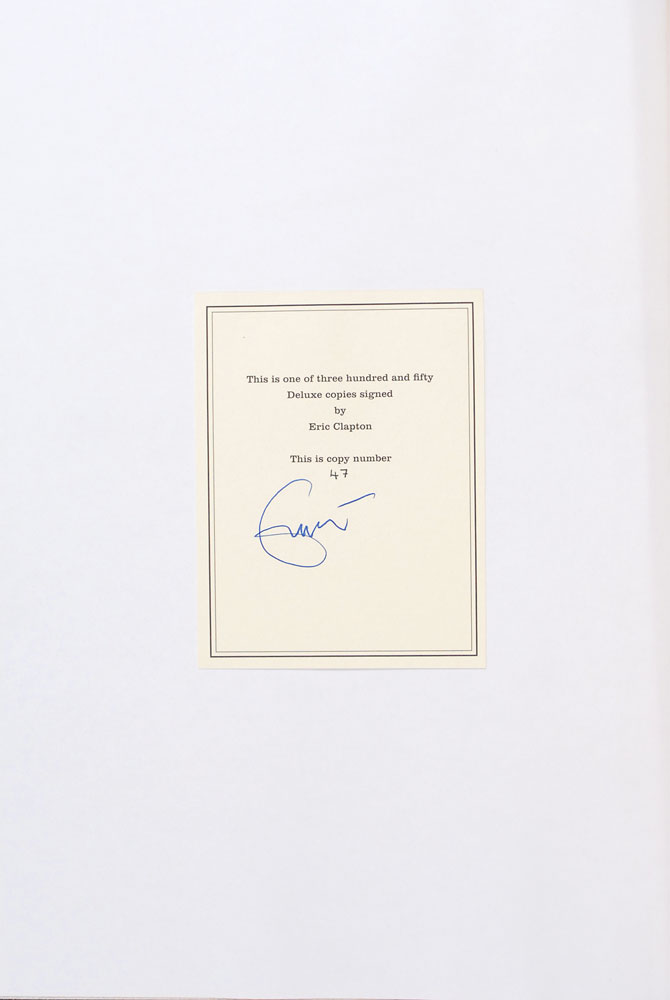 This is one of three hundred and fifty
Deluxe copies signed
by
Eric Clapton
This is copy number
47